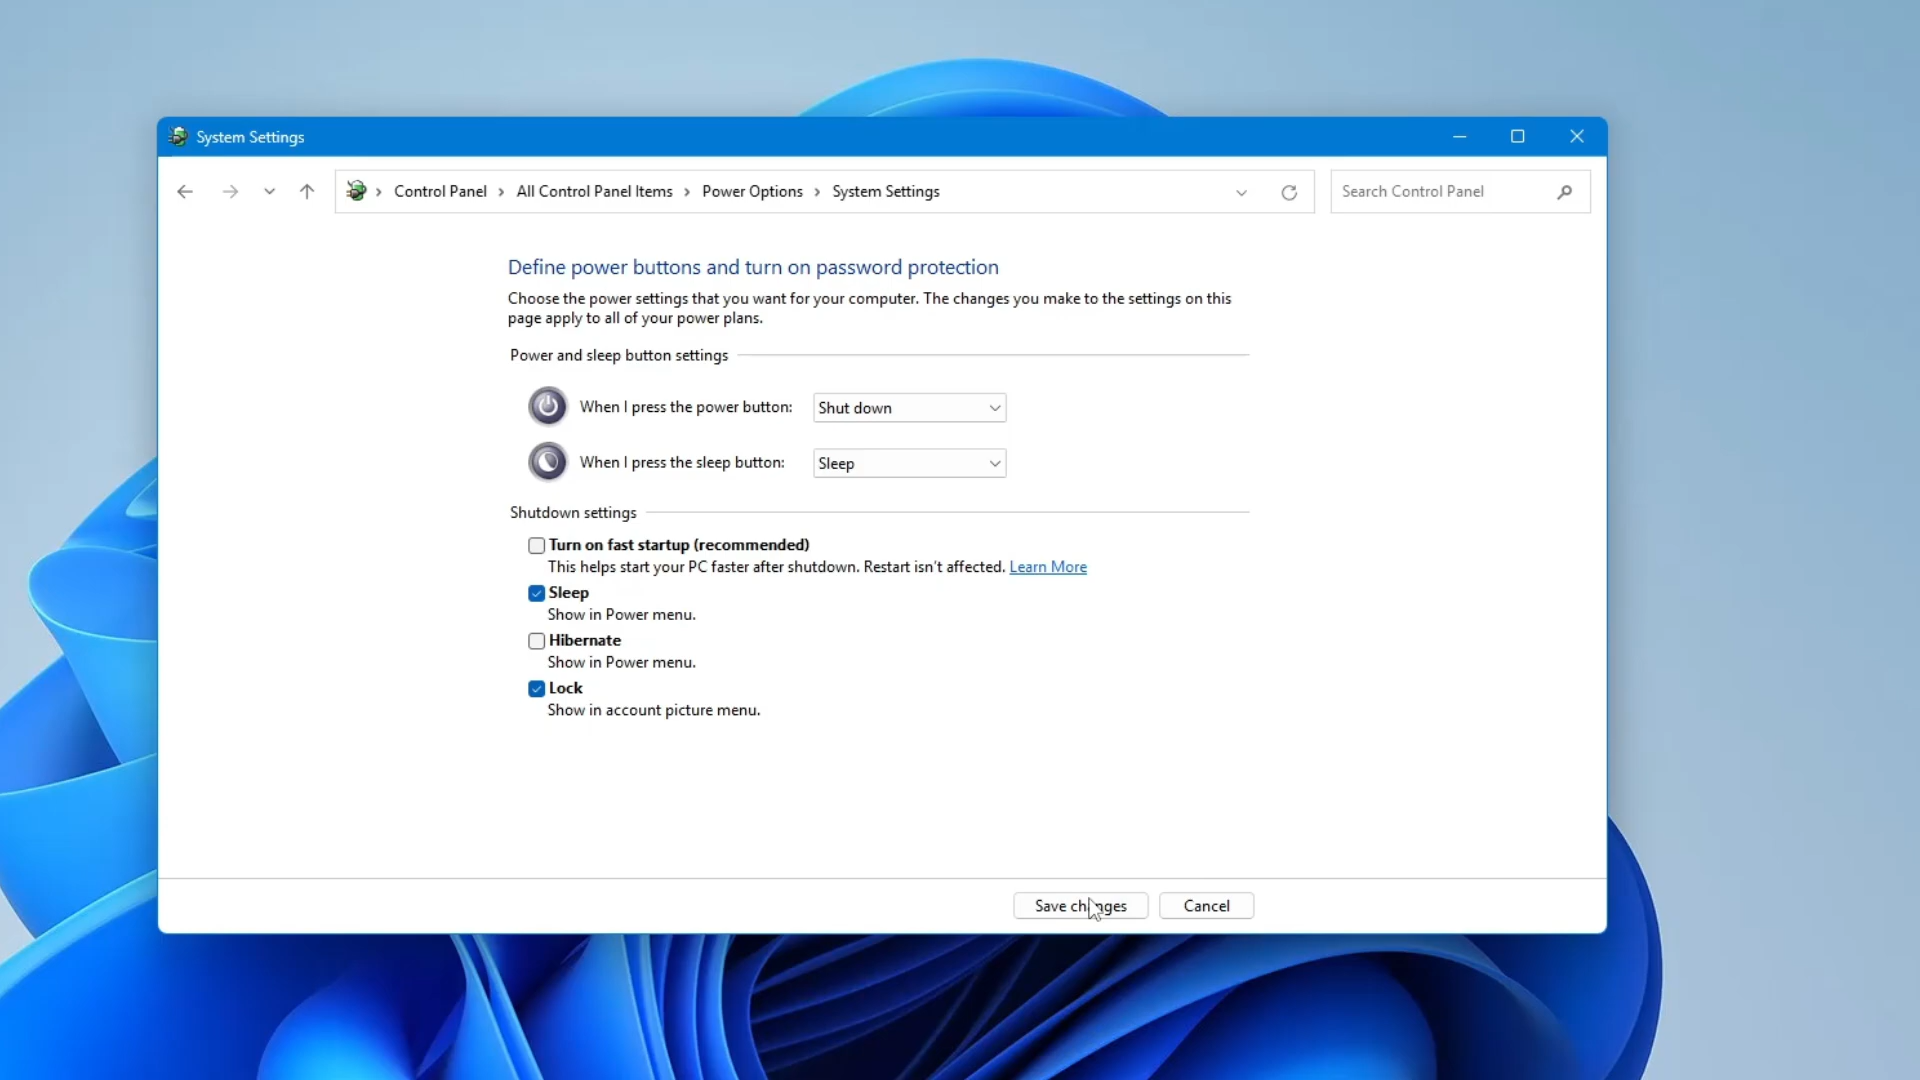 System Settings
Control Panel > All Control Panel Items > Power Options > System Settings
Search Control Panel
Define power buttons and turn on password protection
Choose the power settings that you want for your computer. The changes you make to the settings on this
page apply to all of your power plans.
Power and sleep button settings
When I press the power button: Shut down
When I press the sleep button: Sleep
Shutdown settings
Turn on fast startup (recommended)
This helps start your PC faster after shutdown. Restart isn't affected. Learn More
Sleep
Show in Power menu.
Hibernate
Show in Power menu.
Lock
Show in account picture menu.
Save changes Cancel